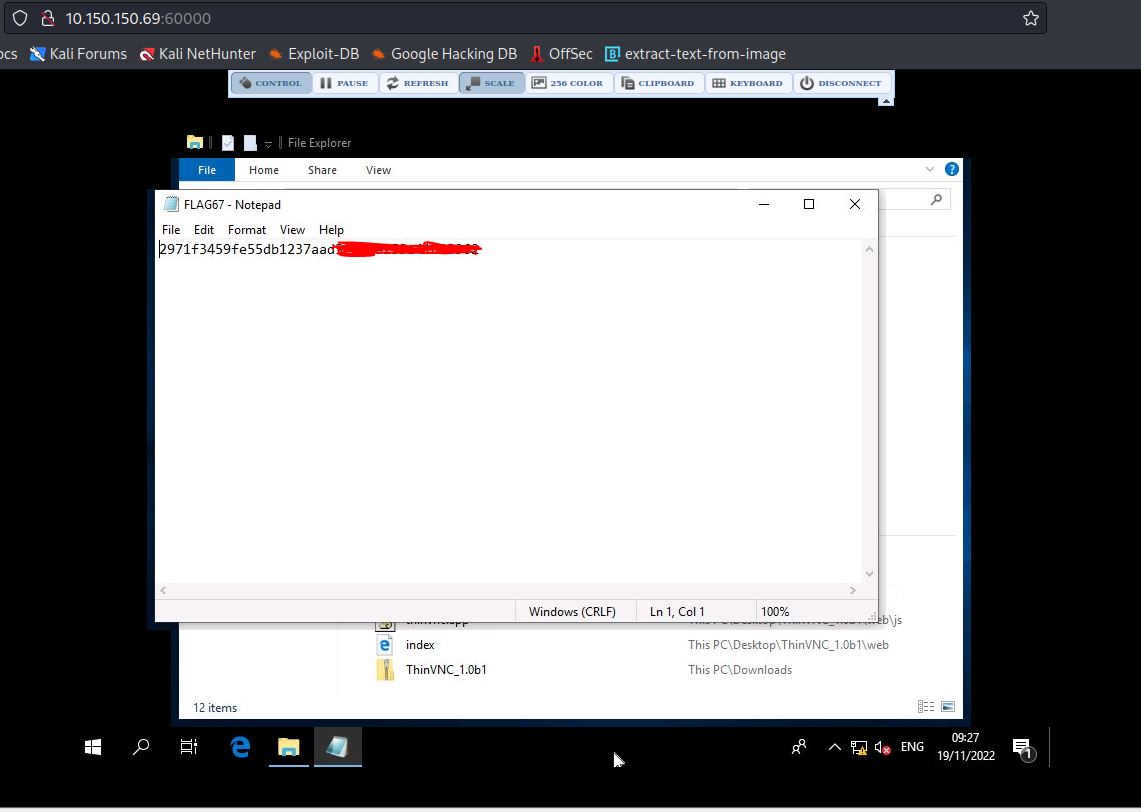 10.150.150.69:60000
ocs Kali Forums Kali NetHunter Exploit-DB Google Hacking DB OffSec extract-text-from-image
CONTROL PAUSE REFRESH SCALE 256 COLOR CLIPBOARD KEYBOARD DISCONNECT
File Explorer
File Home Share View
FLAG67 - Notepad
File Edit Format View Help
2971f3459fe55db1237aad
Windows (CRLF) Ln 1, Col 1 100%
This PC\Desktop\ThinVNC_1.0b1\web\js
index This PC\Desktop\ThinVNC_1.0b1\web
ThinVNC_1.0b1 This PC\Downloads
12 items
ENG 09:27
19/11/2022
1